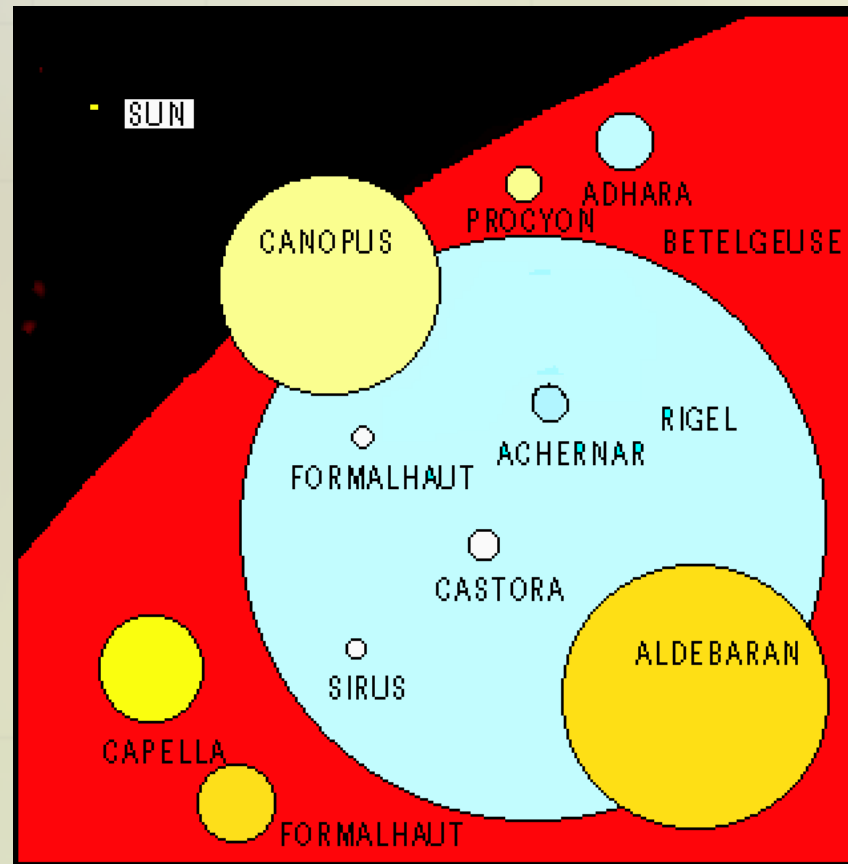 SUN
ADHARA
PROCYON
BETELGEUSE
CANOPUS
RIGEL
ACHERNAR
FORMALHAUT
CASTORA
ALDEBARAN
SIRUS
CAPELLA
FORMALHAUT